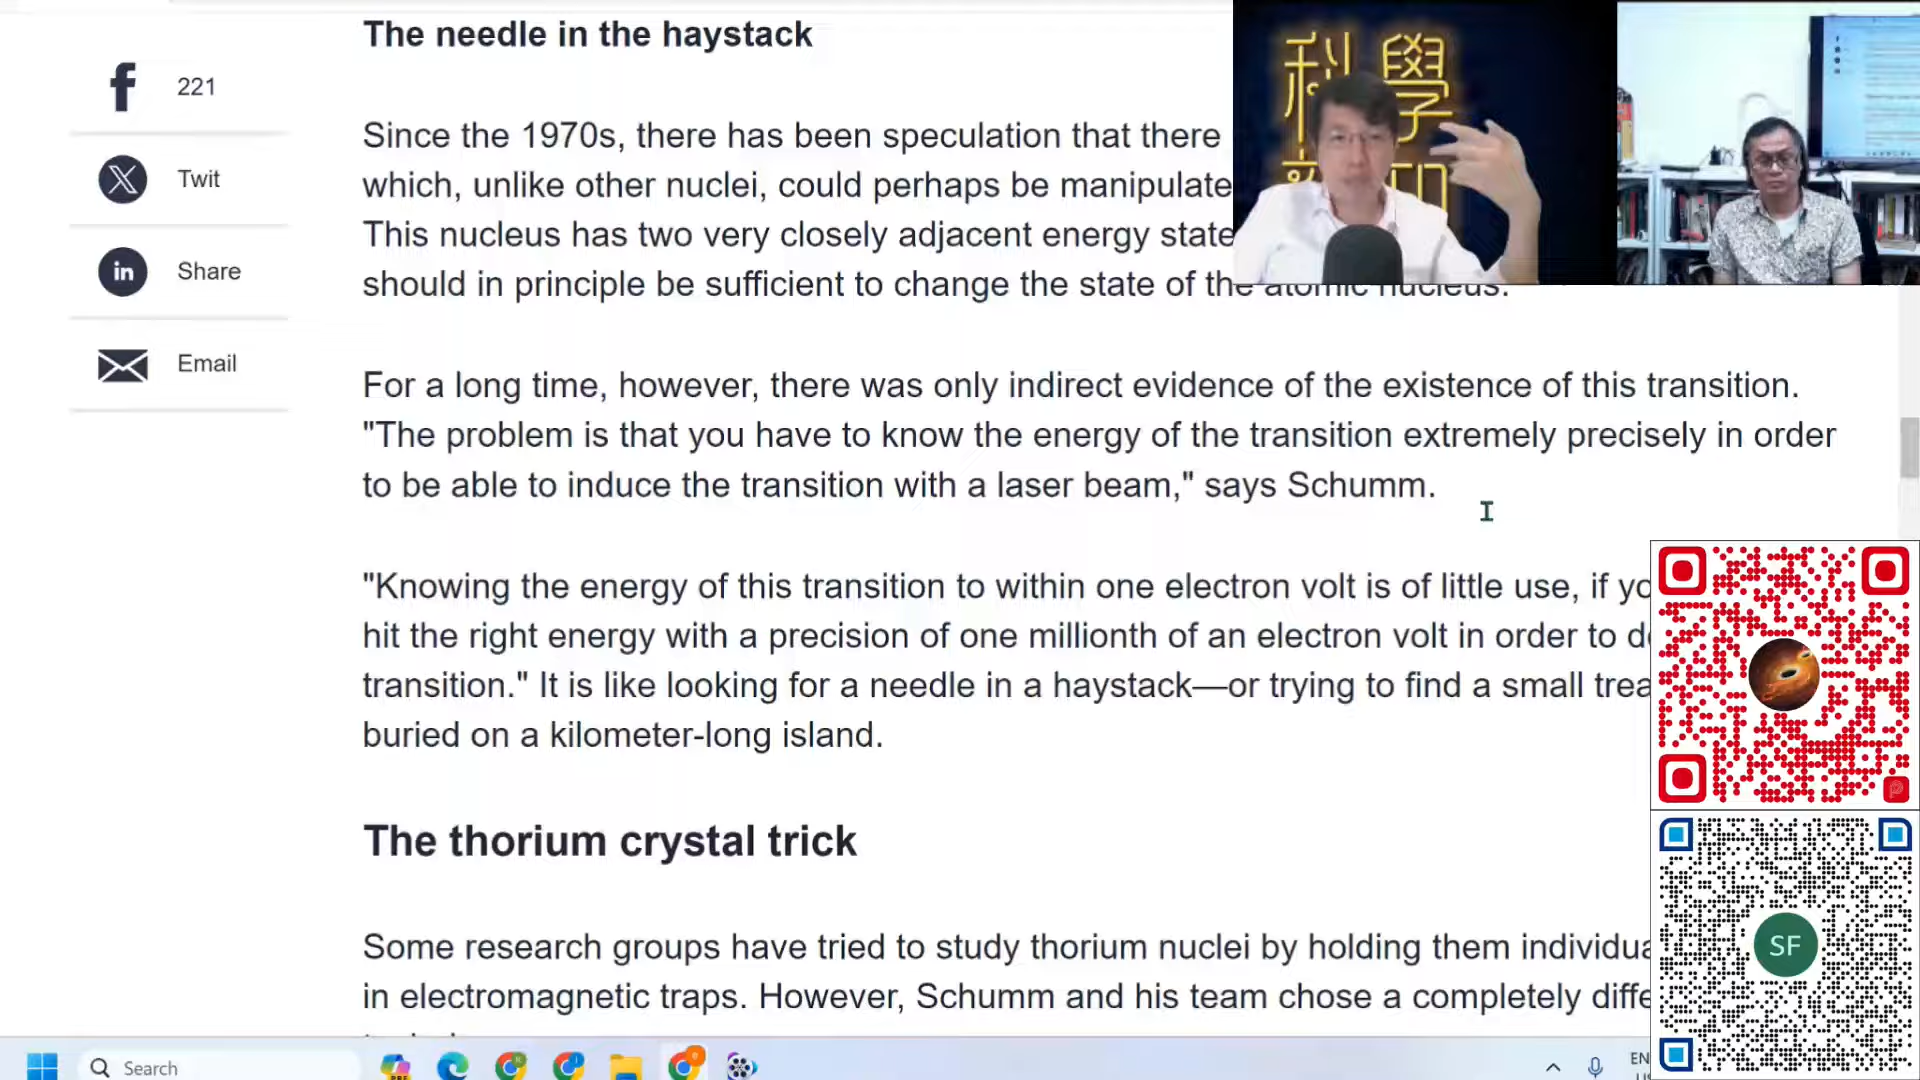 The needle in the haystack
221
Since the 1970s, there has been speculation that there
which, unlike other nuclei, could perhaps be manipulate
This nucleus has two very closely adjacent energy state
should in principle be sufficient to change the state of the atomic nucleus.
Twit
Share
Email
For a long time, however, there was only indirect evidence of the existence of this transition.
"The problem is that you have to know the energy of the transition extremely precisely in order
to be able to induce the transition with a laser beam," says Schumm.
"Knowing the energy of this transition to within one electron volt is of little use, if yo
hit the right energy with a precision of one millionth of an electron volt in order to de
transition." It is like looking for a needle in a haystack—or trying to find a small trea
buried on a kilometer-long island.
The thorium crystal trick
Some research groups have tried to study thorium nuclei by holding them individua
in electromagnetic traps. However, Schumm and his team chose a completely diffe
科學
SF
Search
EN